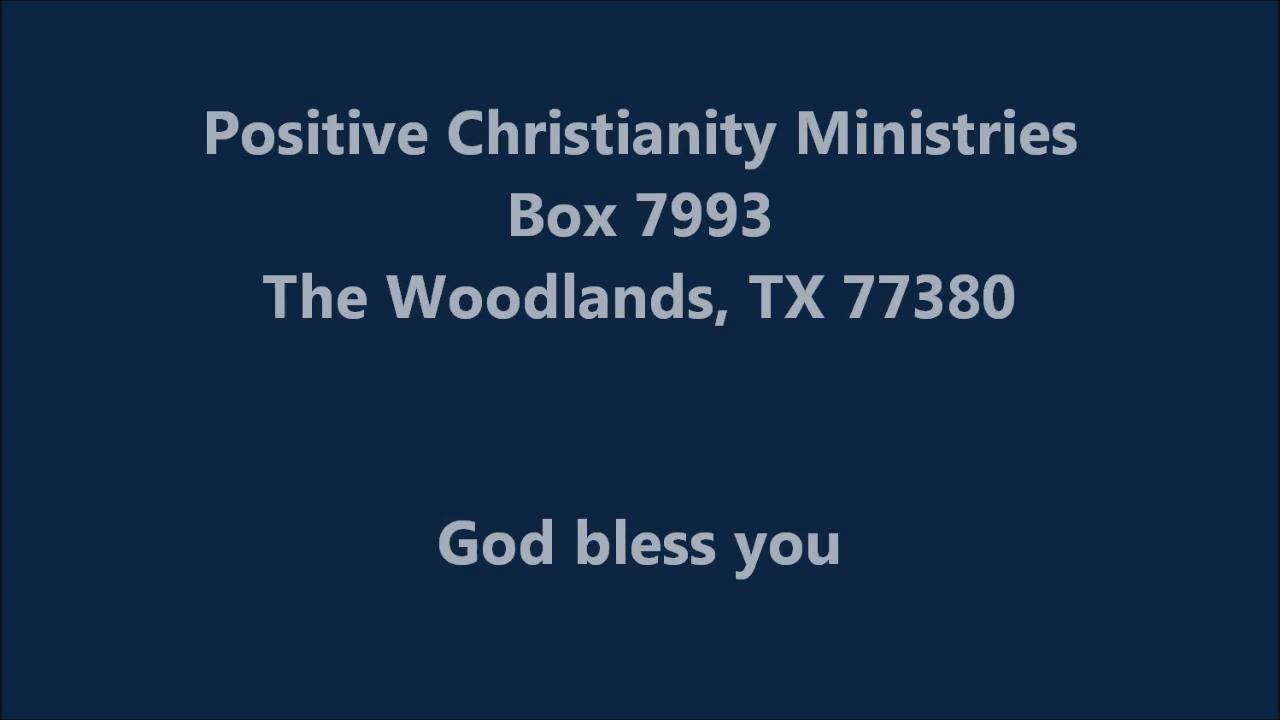 Positive Christianity Ministries
Box 7993
The Woodlands, TX 77380
God bless you